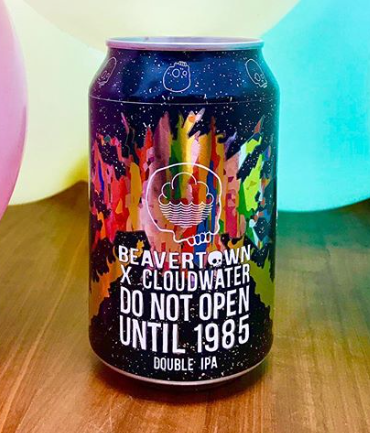 BEAVERTOWN
X CLOUDWATER
DO NOT OPEN
UNTIL 1985
DOUBLE IPA